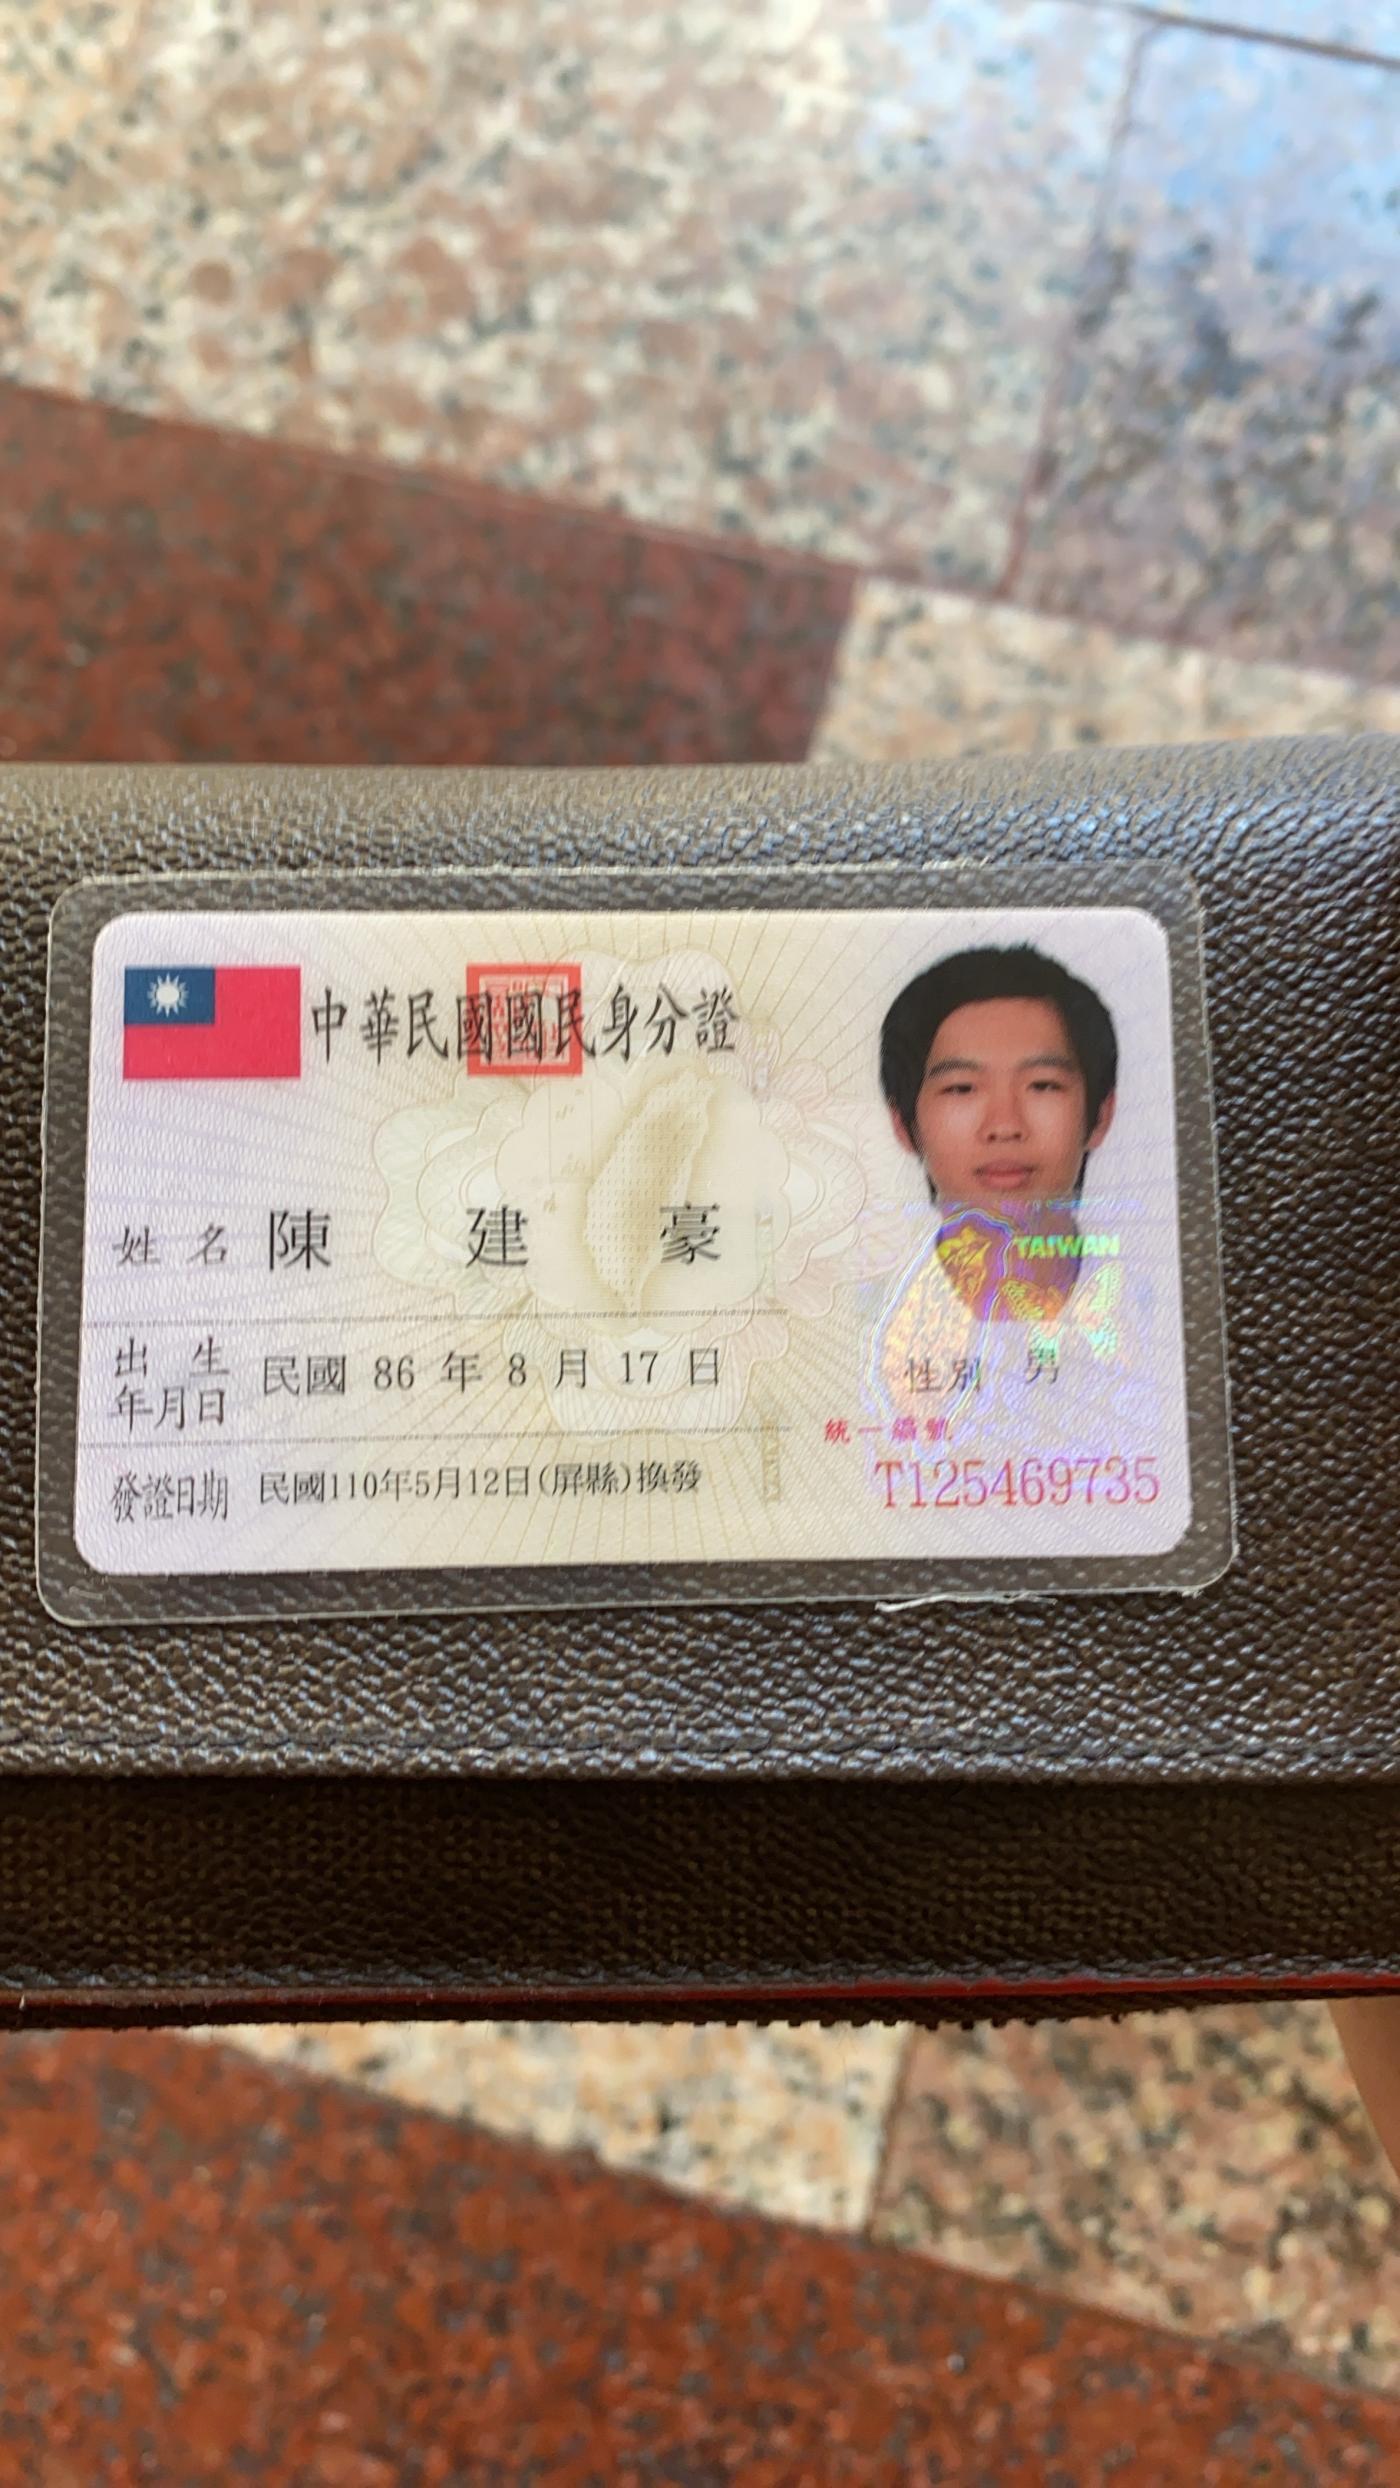 中華民國國民身分證
姓名 陳建豪
出生年月日 民國 86 年 8 月 17 日
發證日期 民國110年5月12日(屏縣)換發
TAIWAN
性別 男
統一編號
T125469735